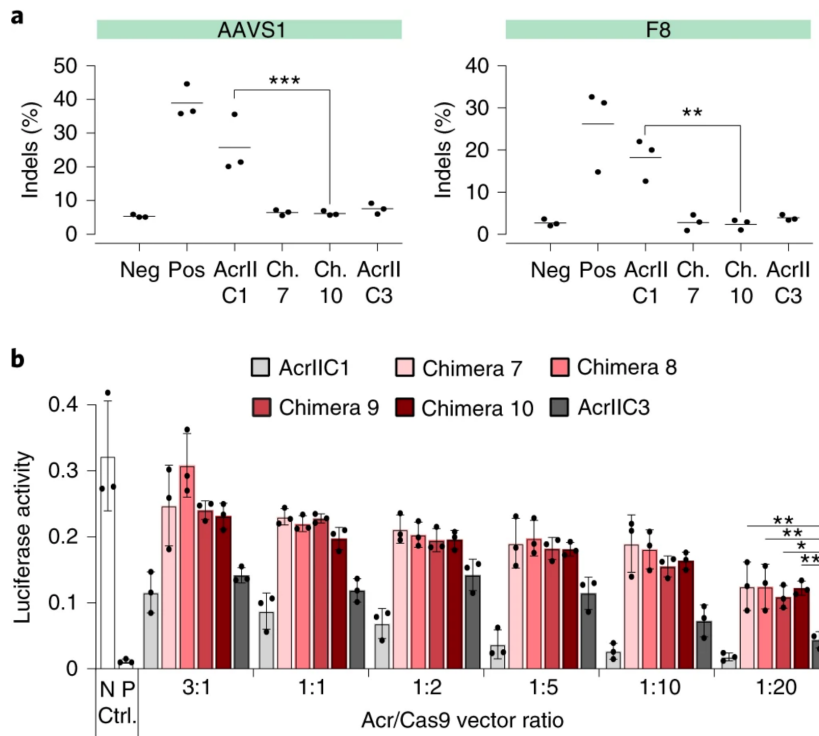 a
AAVS1
F8
Indels (%)
50
40
30
20
10
0
***
Neg Pos AcrII Ch. Ch. AcrII
C1 7 10 C3
Indels (%)
40
30
20
10
0
**
Neg Pos AcrII Ch. Ch. AcrII
C1 7 10 C3
b
AcrIIC1 Chimera 7 Chimera 8
Chimera 9 Chimera 10 AcrIIC3
Luciferase activity
0.4
0.3
0.2
0.1
0
**
**
*
**
N P 3:1 1:1 1:2 1:5 1:10 1:20
Ctrl.
Acr/Cas9 vector ratio